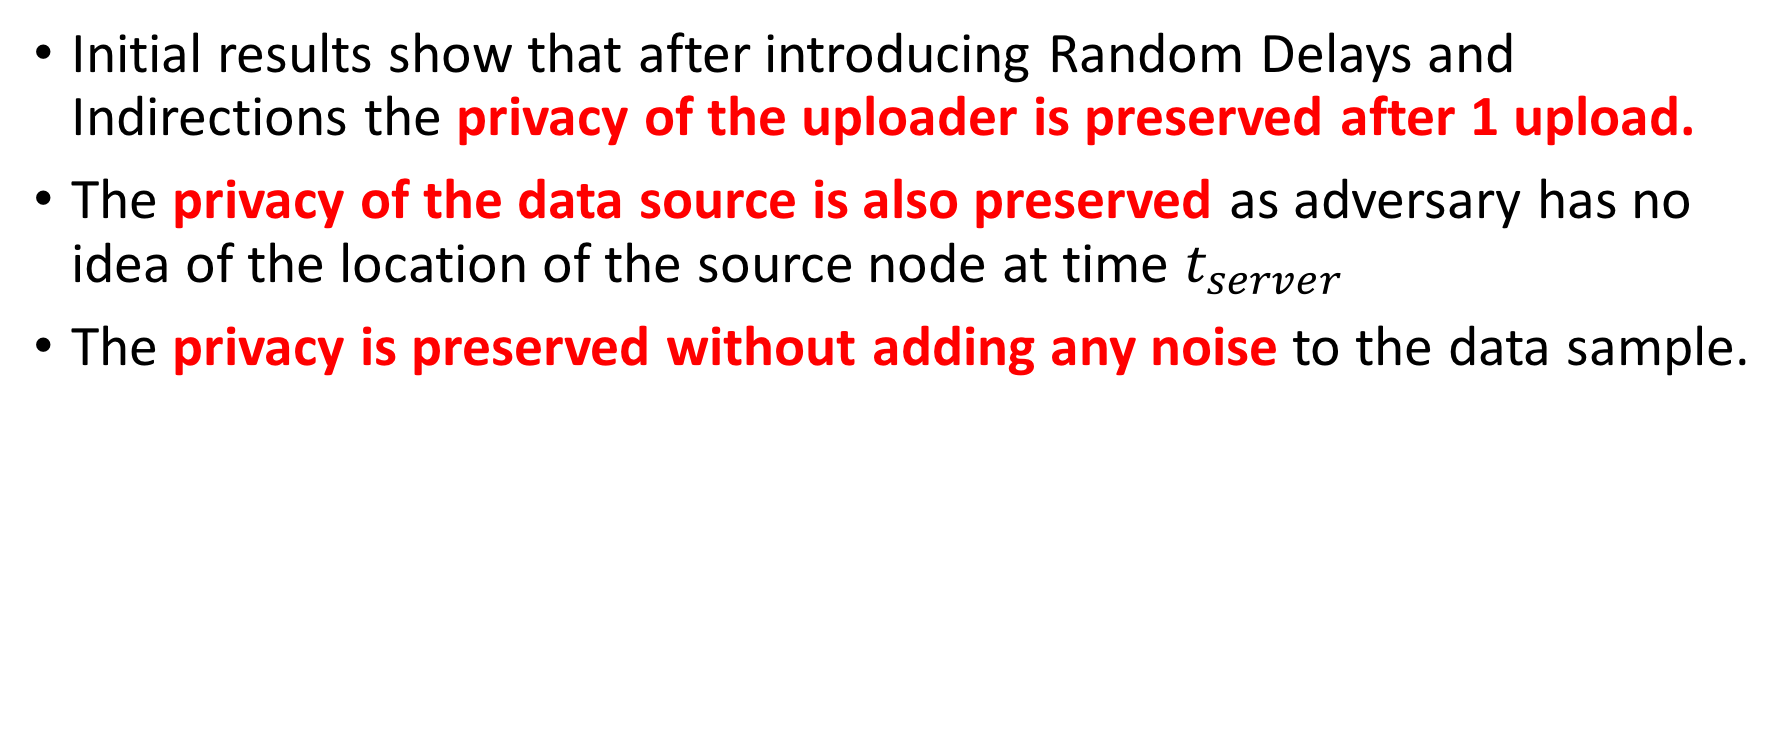 • Initial results show that after introducing Random Delays and
Indirections the privacy of the uploader is preserved after 1 upload.
• The privacy of the data source is also preserved as adversary has no
idea of the location of the source node at time t_server
• The privacy is preserved without adding any noise to the data sample.